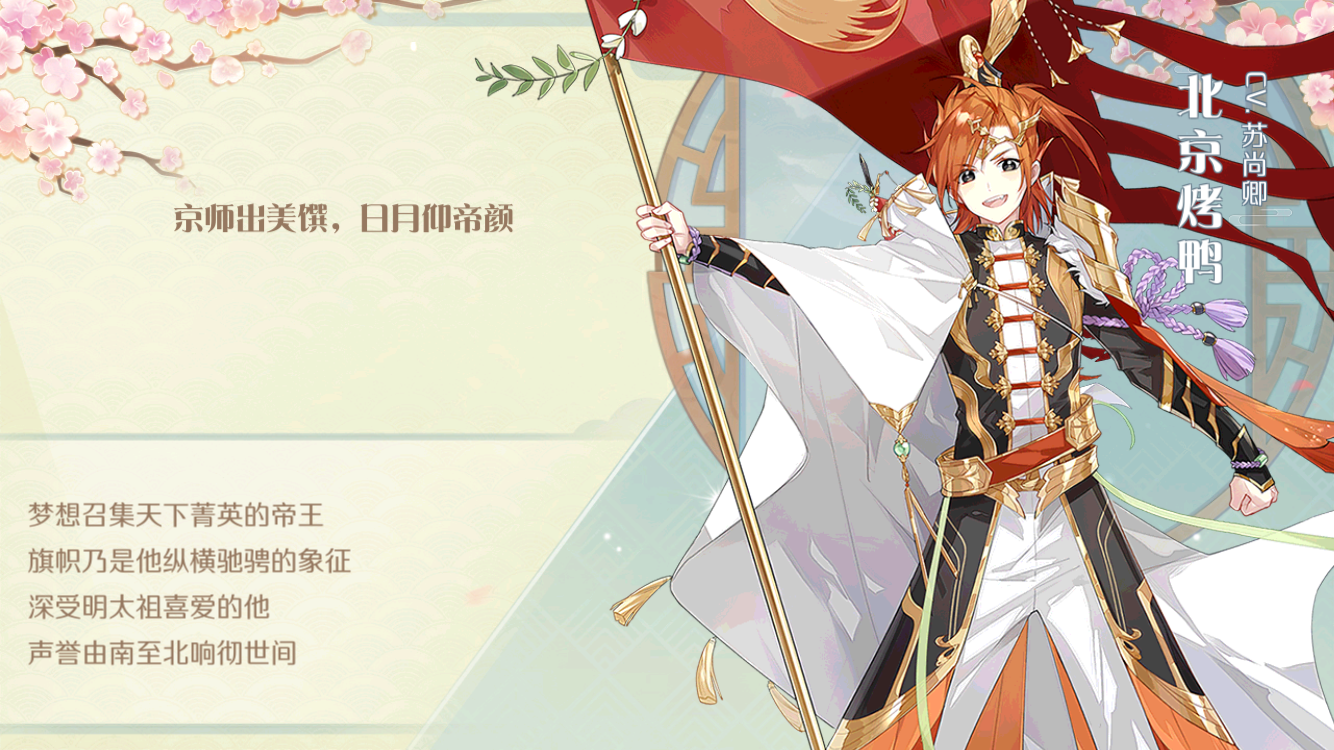 京师出美馔，日月仰帝颜
梦想召集天下菁英的帝王
旗帜乃是他纵横驰骋的象征
深受明太祖喜爱的他
声誉由南至北响彻世间
北京烤鸭
CV.苏尚卿